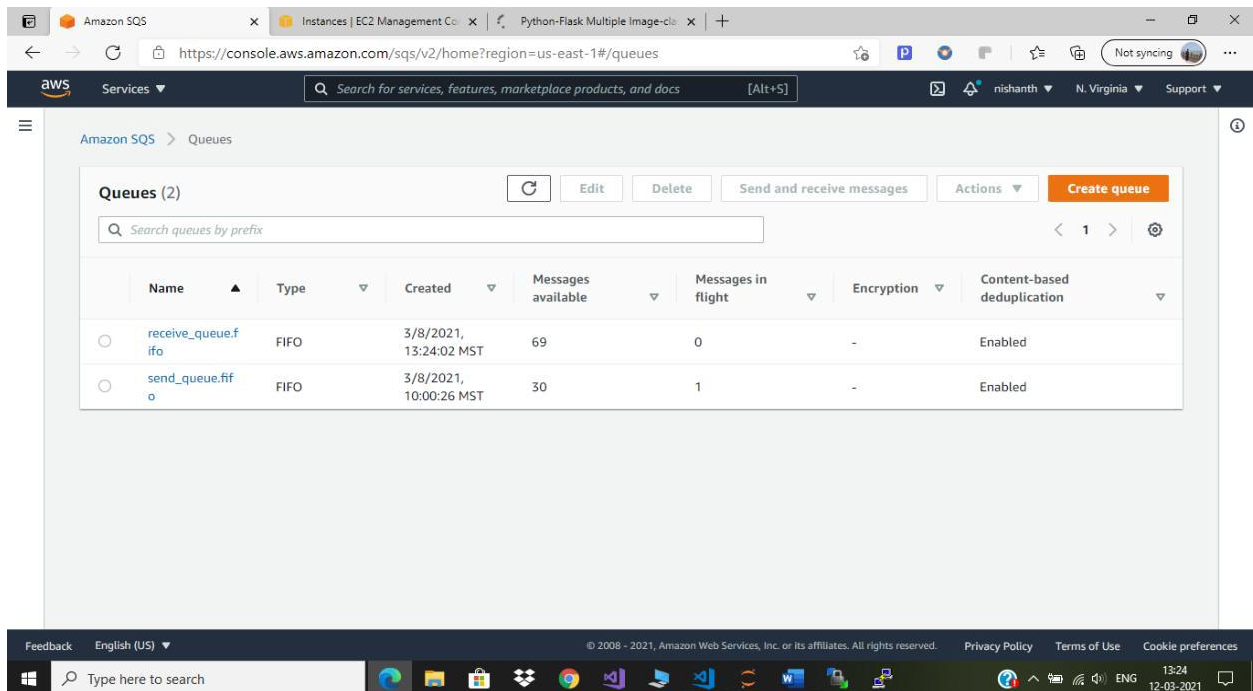 Amazon SQS
Instances | EC2 Management Co
Python-Flask Multiple Image-cla
https://console.aws.amazon.com/sqs/v2/home?region=us-east-1#/queues
Not syncing
aws
Services
Search for services, features, marketplace products, and docs
[Alt+S]
nishanth
N. Virginia
Support
Amazon SQS > Queues
Queues (2)
Edit
Delete
Send and receive messages
Actions
Create queue
Search queues by prefix
1
Name
Type
Created
Messages
available
Messages in
flight
Encryption
Content-based
deduplication
receive_queue.f
ifo
FIFO
3/8/2021,
13:24:02 MST
69
0
-
Enabled
send_queue.fif
o
FIFO
3/8/2021,
10:00:26 MST
30
1
-
Enabled
Feedback
English (US)
© 2008 - 2021, Amazon Web Services, Inc. or its affiliates. All rights reserved.
Privacy Policy
Terms of Use
Cookie preferences
Type here to search
ENG
13:24
12-03-2021